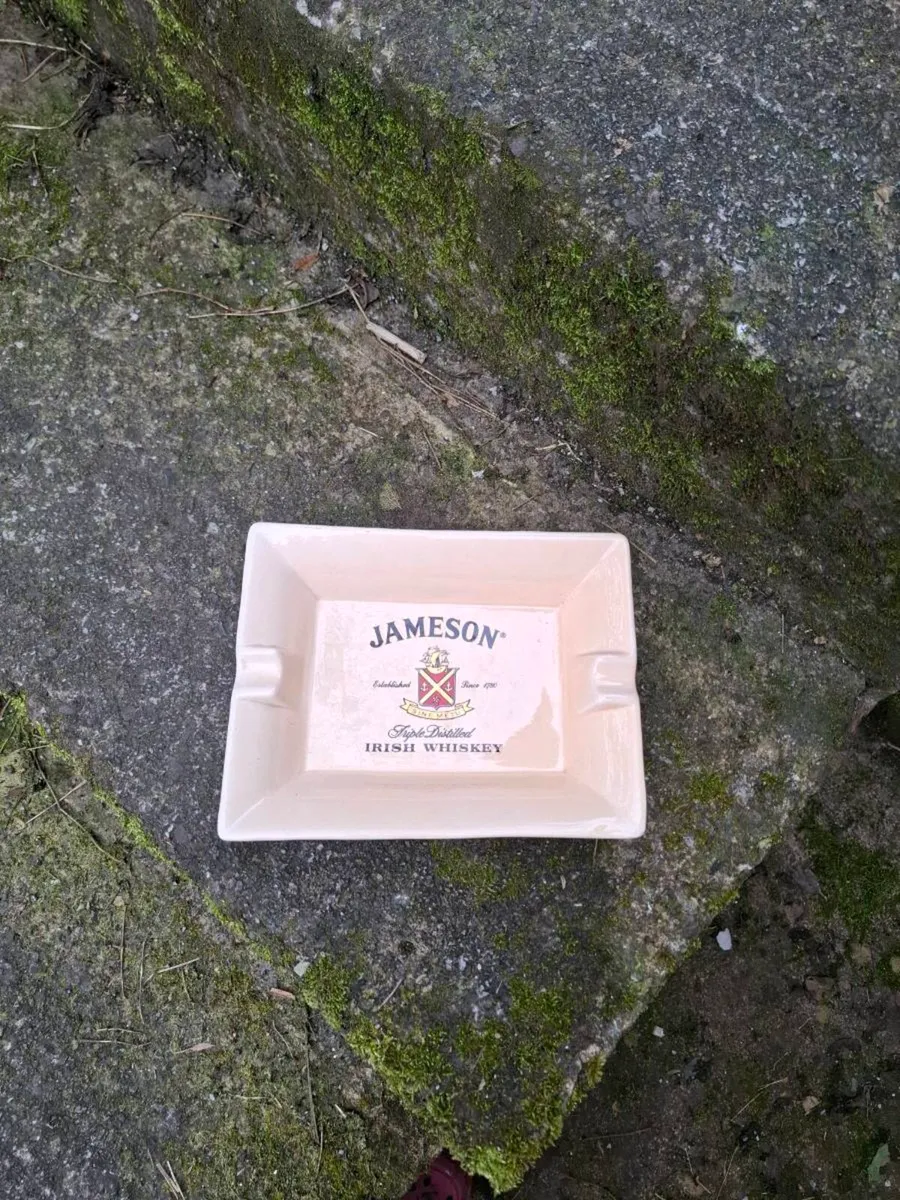 JAMESON®
Established Since 1780
SINE METU
Triple Distilled
IRISH WHISKEY